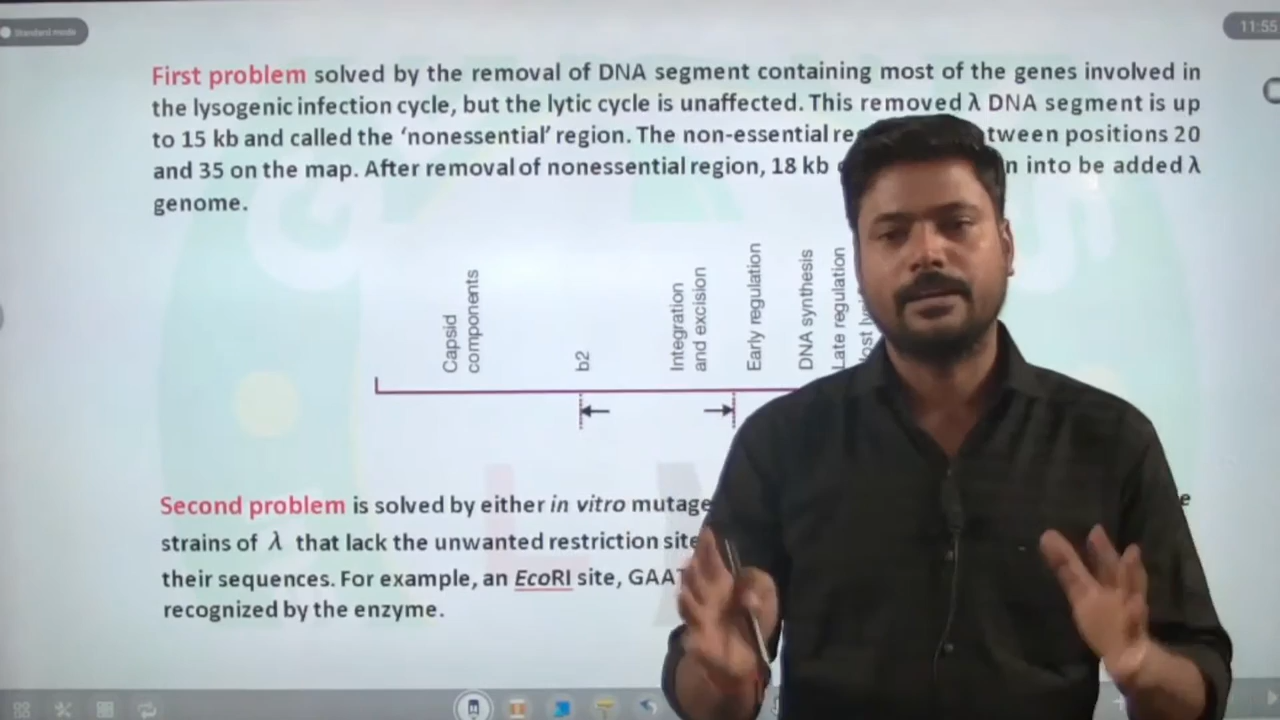 Standard mode
11:55
First problem solved by the removal of DNA segment containing most of the genes involved in
the lysogenic infection cycle, but the lytic cycle is unaffected. This removed λ DNA segment is up
to 15 kb and called the ‘nonessential’ region. The non-essential tween positions 20
and 35 on the map. After removal of nonessential region, 18 kb into be added λ
genome.
Capsid
components
b2
Integration
and excision
Early regulation
DNA synthesis
Late regulation
Second problem is solved by either in vitro
strains of λ that lack the unwanted restriction
their sequences. For example, an EcoRI site,
recognized by the enzyme.